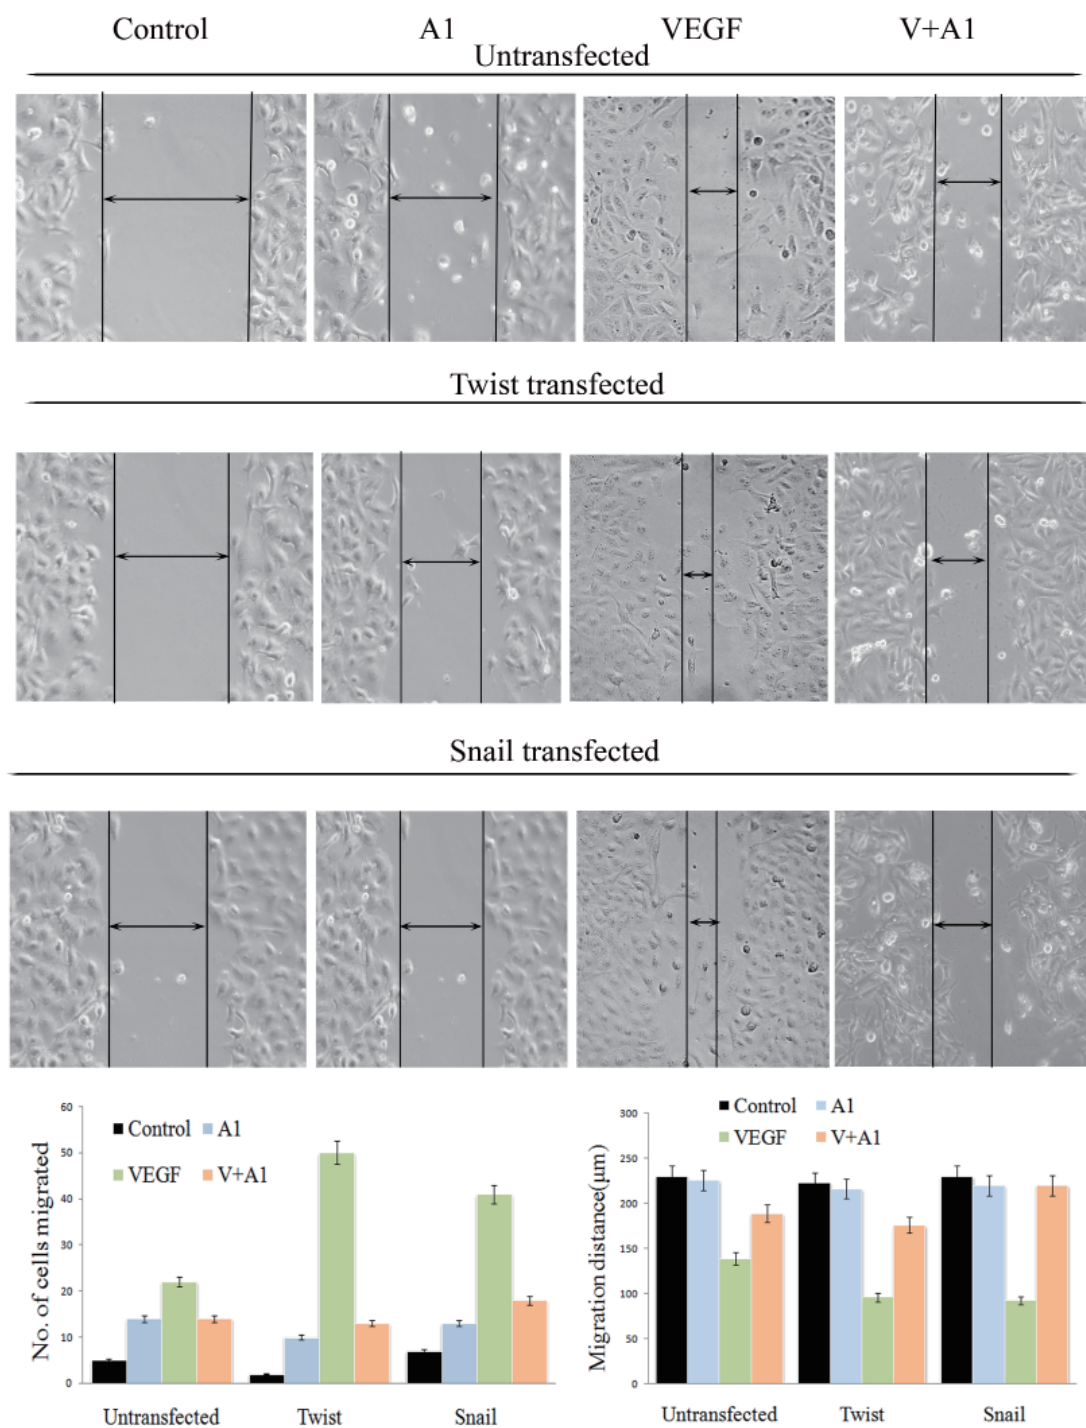 Control A1 VEGF V+A1
Untransfected
Twist transfected
Snail transfected
No. of cells migrated
60
50
40
30
20
10
0
Control A1
VEGF V+A1
Untransfected Twist Snail
Migration distance(μm)
300
250
200
150
100
50
0
Control A1
VEGF V+A1
Untransfected Twist Snail